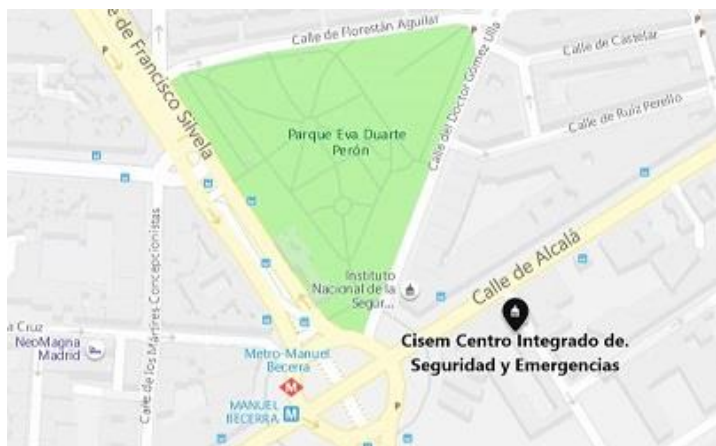 Calle de Florestán Aguilar
P
Calle de Castelar
P
P
e de Francisco Silvela
Calle del Doctor Gómez Ulla
Calle de Ruiz Perelló
Parque Eva Duarte
Perón
Calle de los Mártires Concepcionistas
Instituto
Nacional de la
Segur...
Calle de Alcalá
Cisem Centro Integrado de.
Seguridad y Emergencias
a Cruz
NeoMagna
Madrid
Metro-Manuel
Becerra
M
MANUEL
BECERRA
M
P